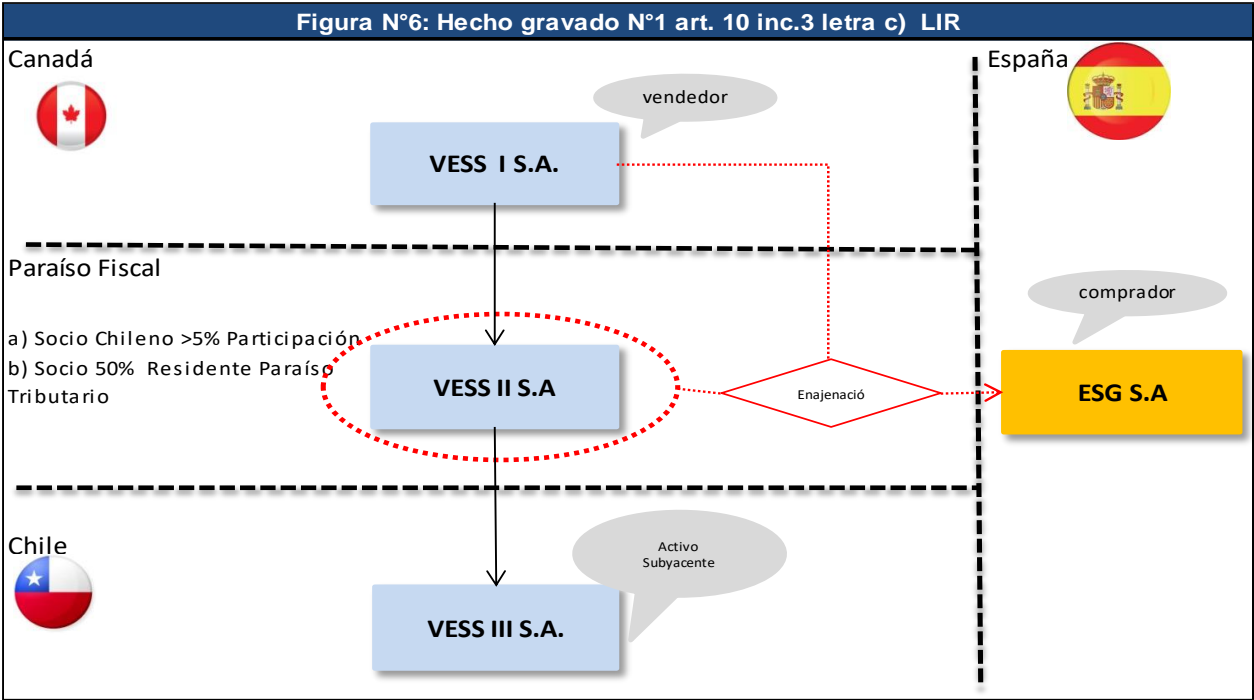 Figura N°6: Hecho gravado N°1 art. 10 inc.3 letra c) LIR
Canadá
España
vendedor
VESS I S.A.
Paraíso Fiscal
comprador
a) Socio Chileno >5% Participación
b) Socio 50% Residente Paraíso
Tributario
VESS II S.A
Enajenació
ESG S.A
Chile
Activo
Subyacente
VESS III S.A.